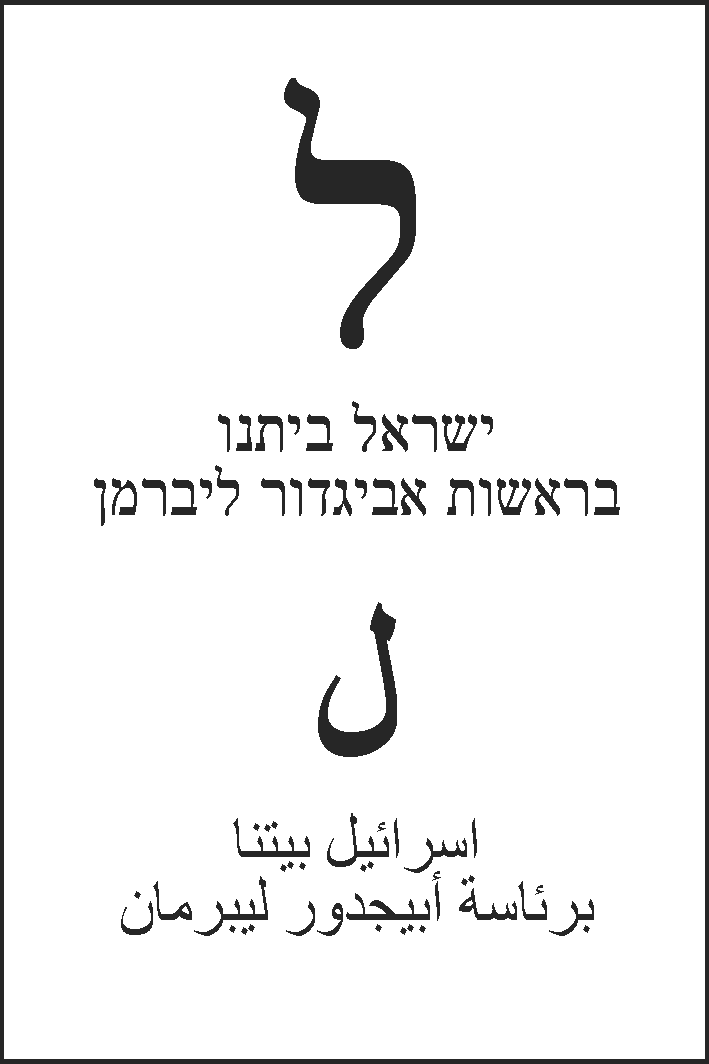 ל
ישראל ביתנו
בראשות אביגדור ליברמן
ل
اسرائيل بيتنا
برئاسة أبيجدور ليبرمان